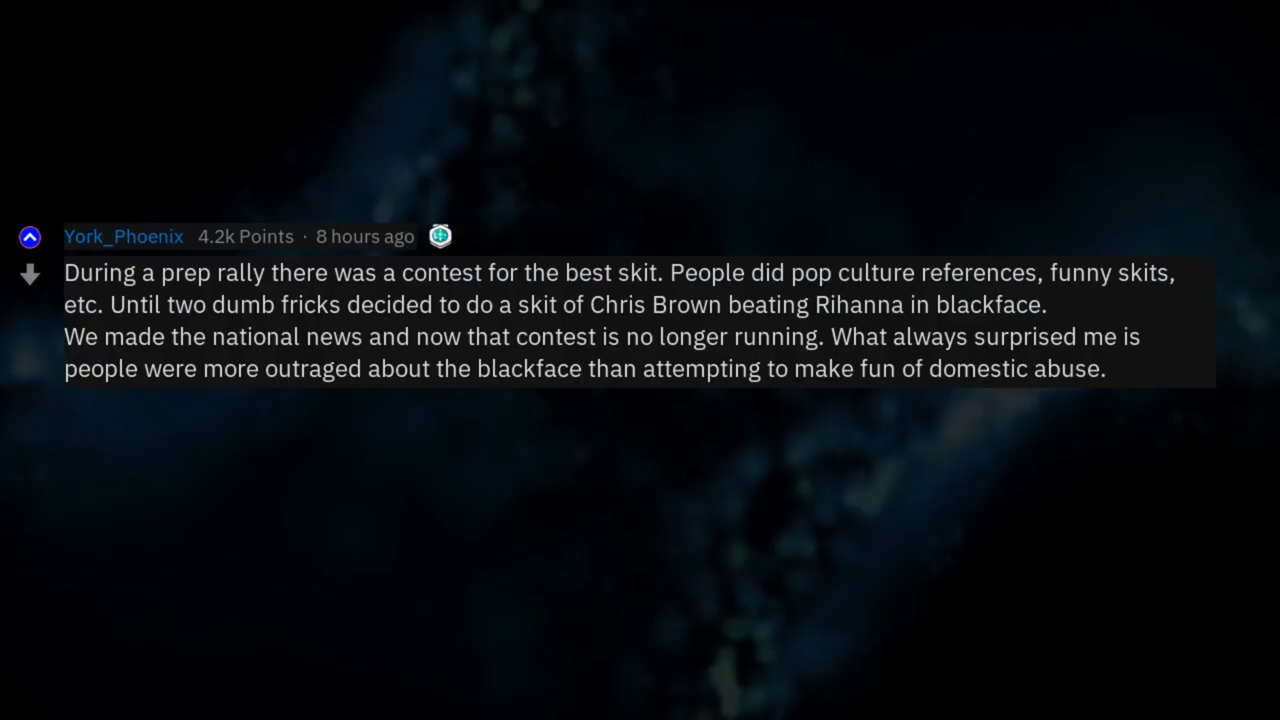 York_Phoenix 4.2k Points · 8 hours ago
During a prep rally there was a contest for the best skit. People did pop culture references, funny skits,
etc. Until two dumb fricks decided to do a skit of Chris Brown beating Rihanna in blackface.
We made the national news and now that contest is no longer running. What always surprised me is
people were more outraged about the blackface than attempting to make fun of domestic abuse.